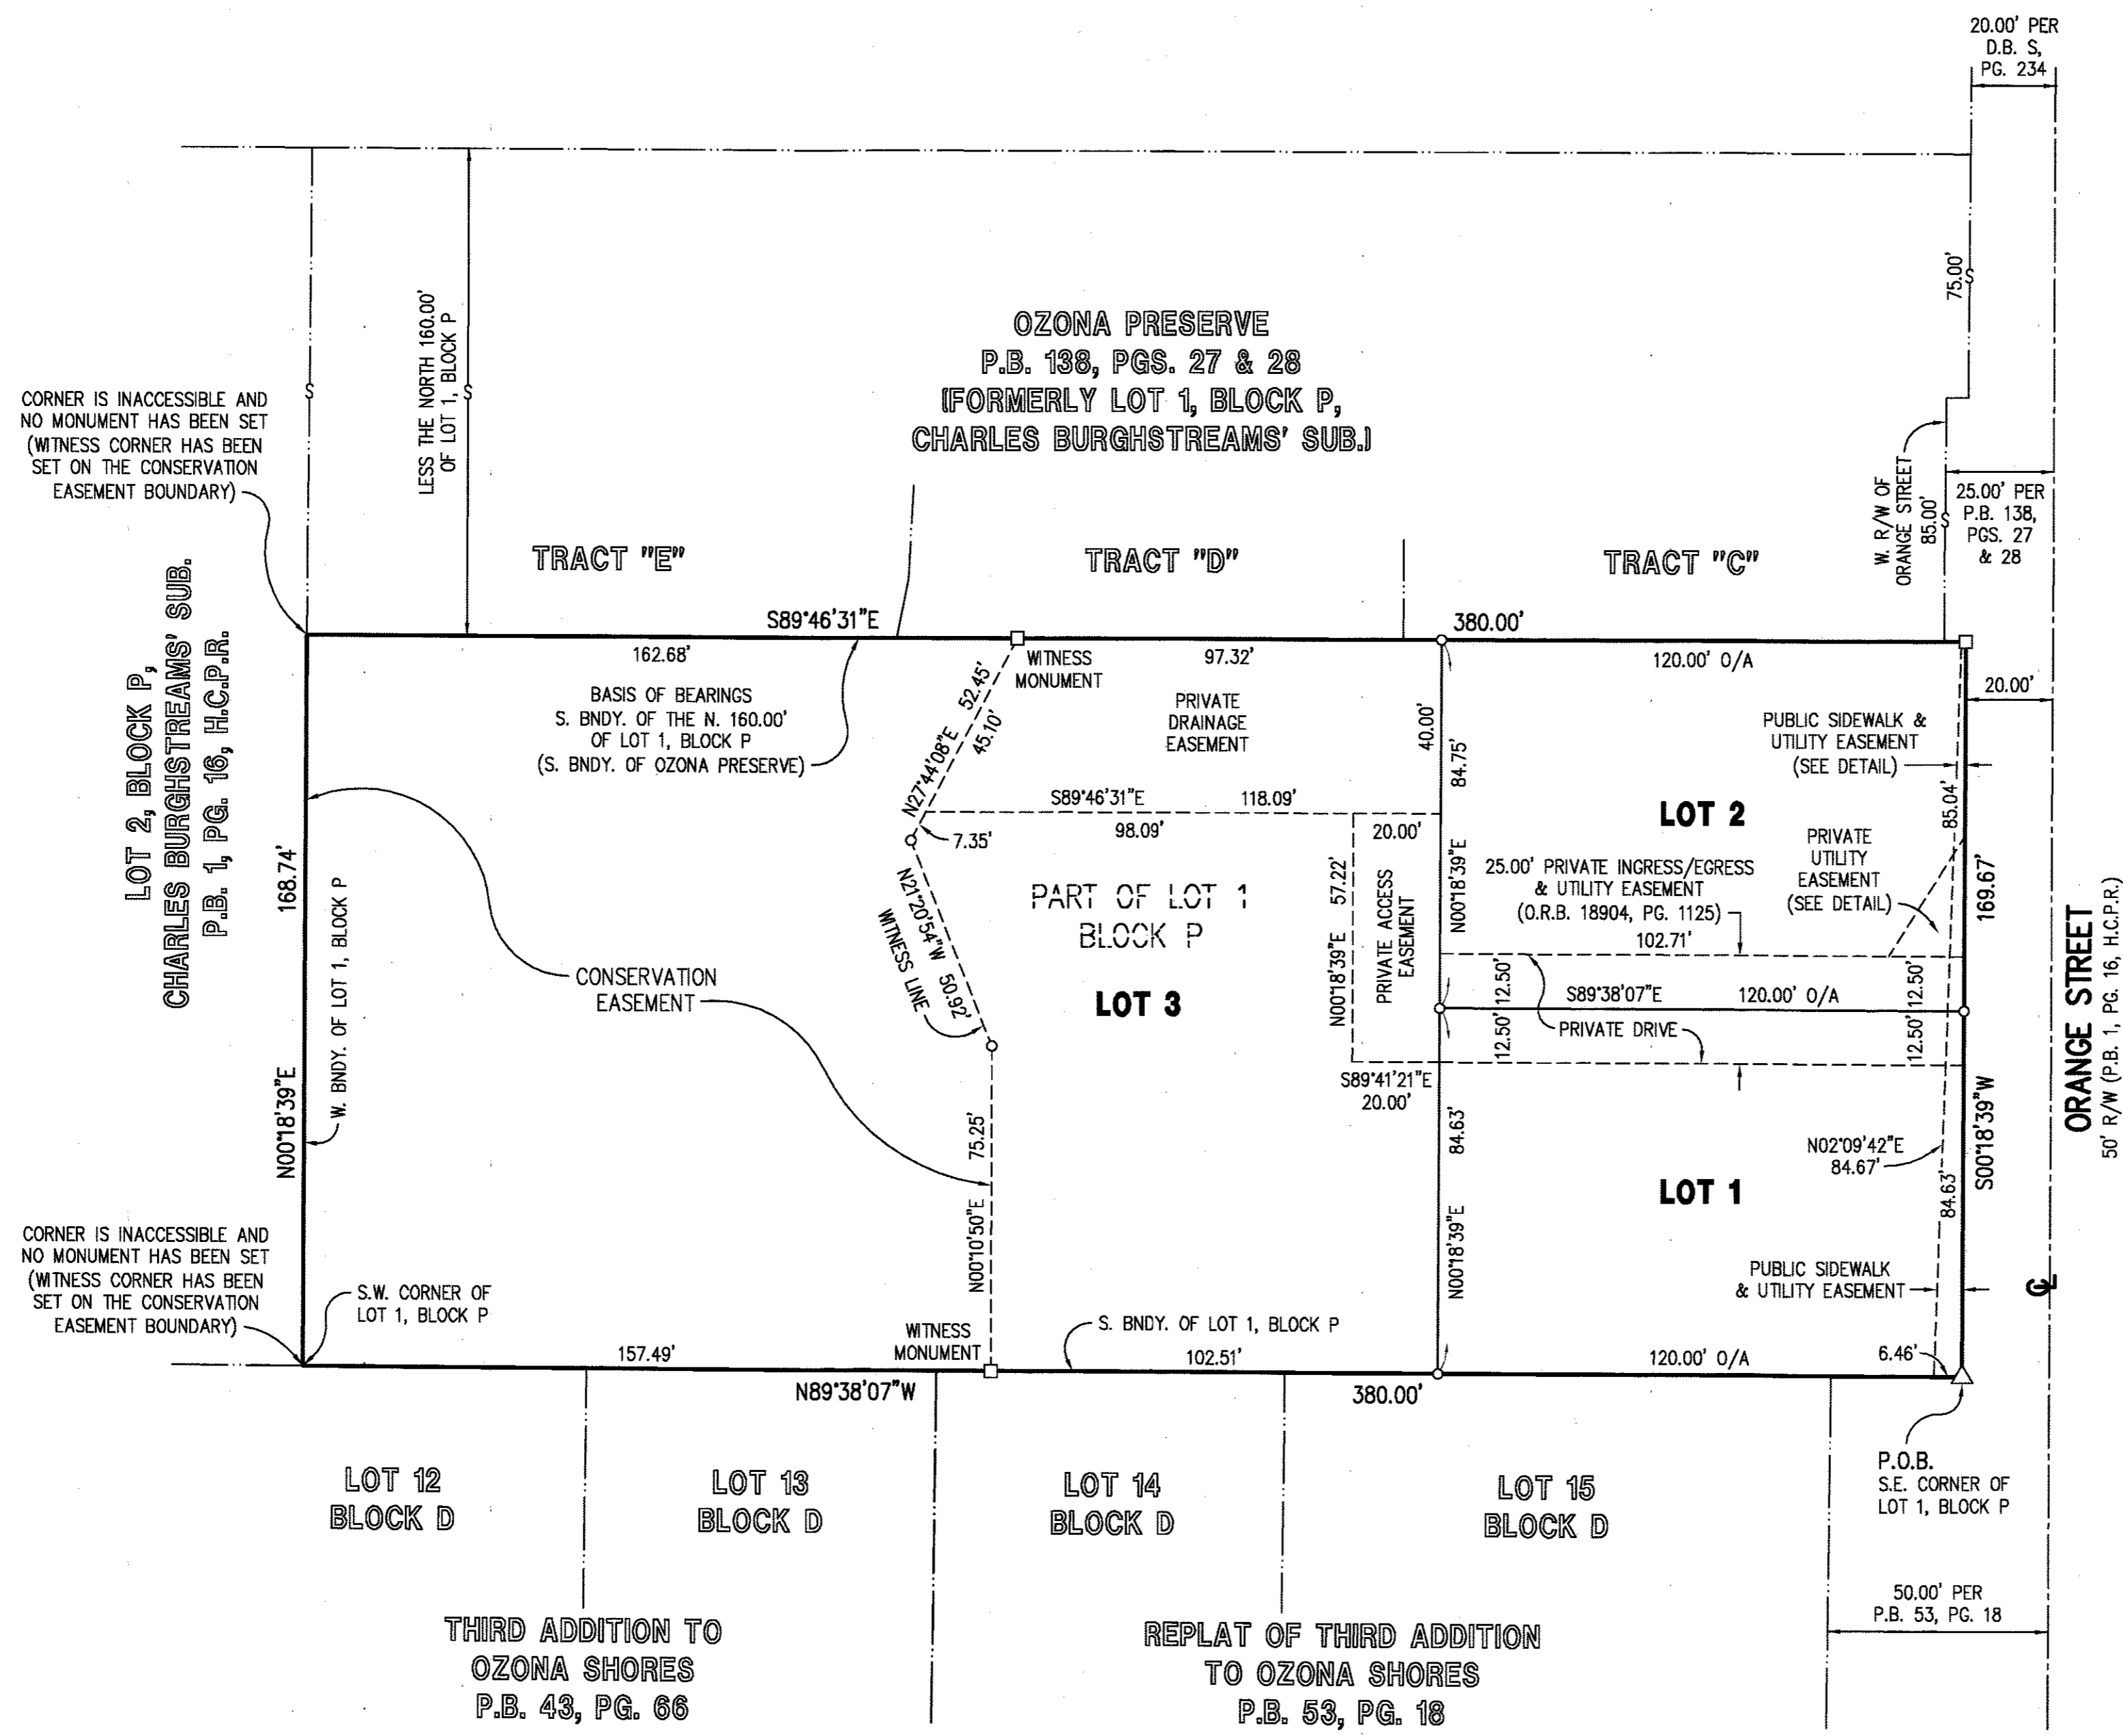 20.00' PER
D.B. S,
PG. 234
75.00'
S
S
S
S
LESS THE NORTH 160.00'
OF LOT 1, BLOCK P
OZONA PRESERVE
P.B. 138, PGS. 27 & 28
(FORMERLY LOT 1, BLOCK P,
CHARLES BURGHSTREAMS' SUB.)
CORNER IS INACCESSIBLE AND
NO MONUMENT HAS BEEN SET
(WITNESS CORNER HAS BEEN
SET ON THE CONSERVATION
EASEMENT BOUNDARY)
W. R/W OF
ORANGE STREET
85.00'
25.00' PER
P.B. 138,
PGS. 27
& 28
TRACT "E"
TRACT "D"
TRACT "C"
S89°46'31"E
380.00'
LOT 2, BLOCK P,
CHARLES BURGHSTREAMS' SUB.
P.B. 1, PG. 16, H.C.P.R.
162.68'
WITNESS
MONUMENT
97.32'
120.00' O/A
20.00'
BASIS OF BEARINGS
S. BNDY. OF THE N. 160.00'
OF LOT 1, BLOCK P
(S. BNDY. OF OZONA PRESERVE)
N27°44'08"E 52.45'
45.10'
PRIVATE
DRAINAGE
EASEMENT
40.00'
84.75'
N00°18'39"E
PUBLIC SIDEWALK &
UTILITY EASEMENT
(SEE DETAIL)
85.04'
S89°46'31"E 118.09'
98.09'
20.00'
7.35'
LOT 2
PRIVATE
UTILITY
EASEMENT
(SEE DETAIL)
25.00' PRIVATE INGRESS/EGRESS
& UTILITY EASEMENT
(O.R.B. 18904, PG. 1125)
102.71'
169.67'
168.74'
N00°18'39"E
W. BNDY. OF LOT 1, BLOCK P
N21°20'54"W 50.92'
WITNESS LINE
PART OF LOT 1
BLOCK P
LOT 3
N00°18'39"E 57.22'
PRIVATE ACCESS
EASEMENT
CONSERVATION
EASEMENT
12.50'
12.50'
S89°38'07"E 120.00' O/A
PRIVATE DRIVE
12.50'
12.50'
S89°41'21"E
20.00'
ORANGE STREET
50' R/W (P.B. 1, PG. 16, H.C.P.R.)
75.25'
N00°10'50"E
84.63'
N00°18'39"E
N02°09'42"E
84.67'
84.63'
S00°18'39"W
LOT 1
CORNER IS INACCESSIBLE AND
NO MONUMENT HAS BEEN SET
(WITNESS CORNER HAS BEEN
SET ON THE CONSERVATION
EASEMENT BOUNDARY)
S.W. CORNER OF
LOT 1, BLOCK P
PUBLIC SIDEWALK
& UTILITY EASEMENT
WITNESS
MONUMENT
S. BNDY. OF LOT 1, BLOCK P
157.49'
102.51'
120.00' O/A
6.46'
N89°38'07"W
380.00'
P.O.B.
S.E. CORNER OF
LOT 1, BLOCK P
LOT 12
BLOCK D
LOT 13
BLOCK D
LOT 14
BLOCK D
LOT 15
BLOCK D
50.00' PER
P.B. 53, PG. 18
THIRD ADDITION TO
OZONA SHORES
P.B. 43, PG. 66
REPLAT OF THIRD ADDITION
TO OZONA SHORES
P.B. 53, PG. 18